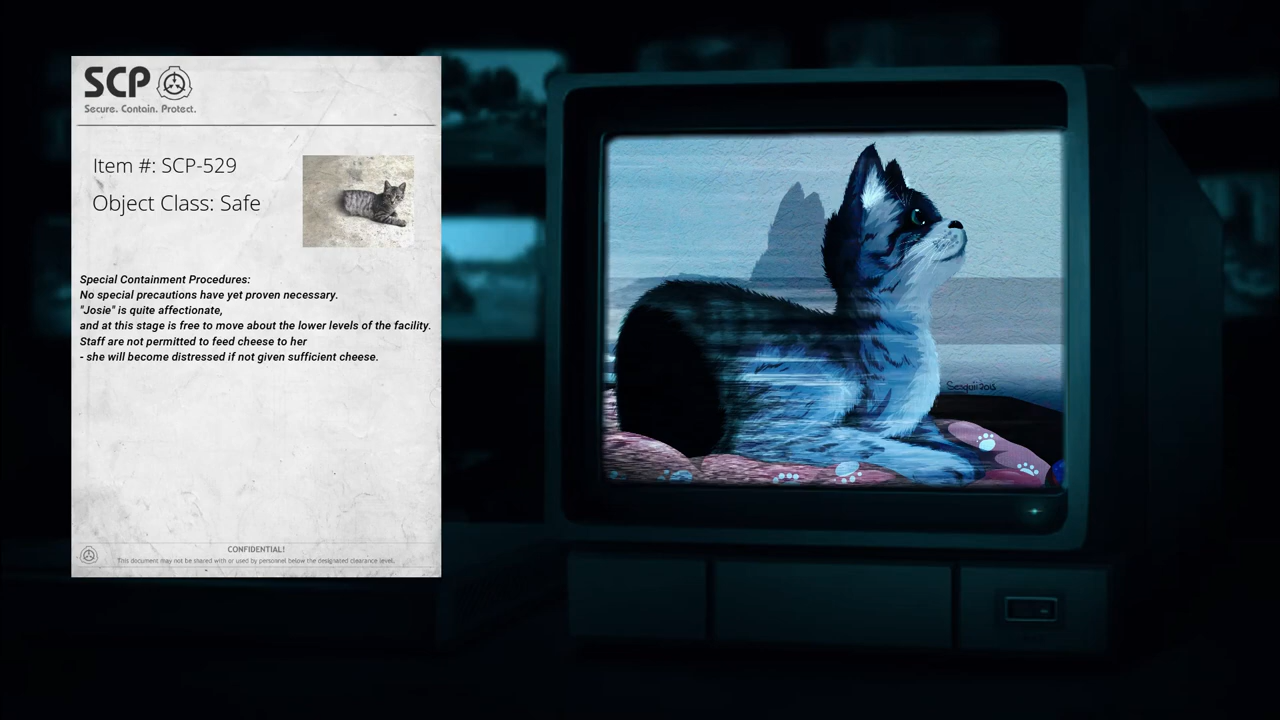 SCP
Secure. Contain. Protect.
Item #: SCP-529
Object Class: Safe
Special Containment Procedures:
No special precautions have yet proven necessary.
"Josie" is quite affectionate,
and at this stage is free to move about the lower levels of the facility.
Staff are not permitted to feed cheese to her
- she will become distressed if not given sufficient cheese.
CONFIDENTIAL!
This document may not be shared with or used by personnel below the designated clearance level.